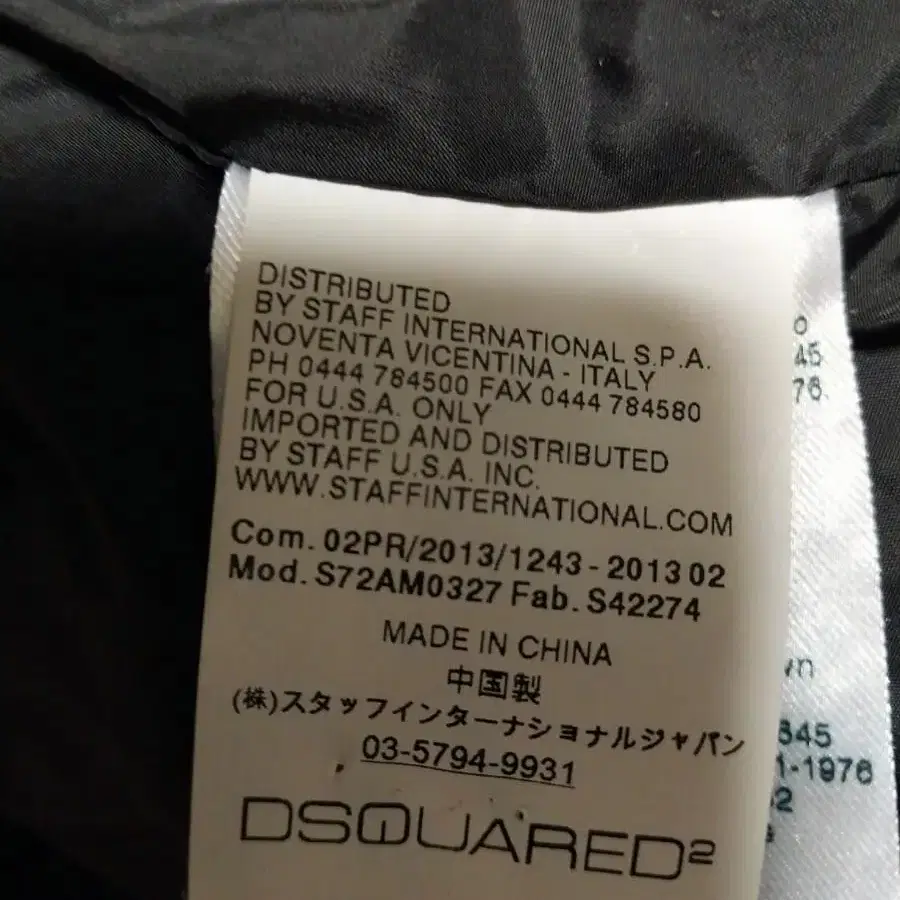 DISTRIBUTED
BY STAFF INTERNATIONAL S.P.A.
NOVENTA VICENTINA - ITALY
PH 0444 784500 FAX 0444 784580
FOR U.S.A. ONLY
IMPORTED AND DISTRIBUTED
BY STAFF U.S.A. INC.
WWW.STAFFINTERNATIONAL.COM
Com. 02PR/2013/1243 - 2013 02
Mod. S72AM0327 Fab. S42274
MADE IN CHINA
中国製
(株)スタッフインターナショナルジャパン
03-5794-9931
DSQUARED2